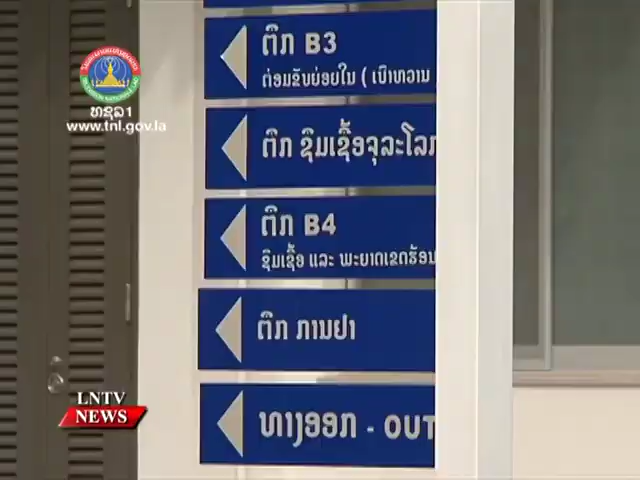 ຕຶກ B3
ຕ່ອມຂັບຍ່ອຍໃນ ( ເບົາຫວານ
ຕຶກ ຊຶມເຊື້ອຈຸລະໂລກ
ຕຶກ B4
ຊຶມເຊື້ອ ແລະ ພະຍາດເຂດຮ້ອນ
ຕຶກ ການຢາ
ທາງອອກ - OUT
ທຊລ1
www.tnl.gov.la
LNTV
NEWS